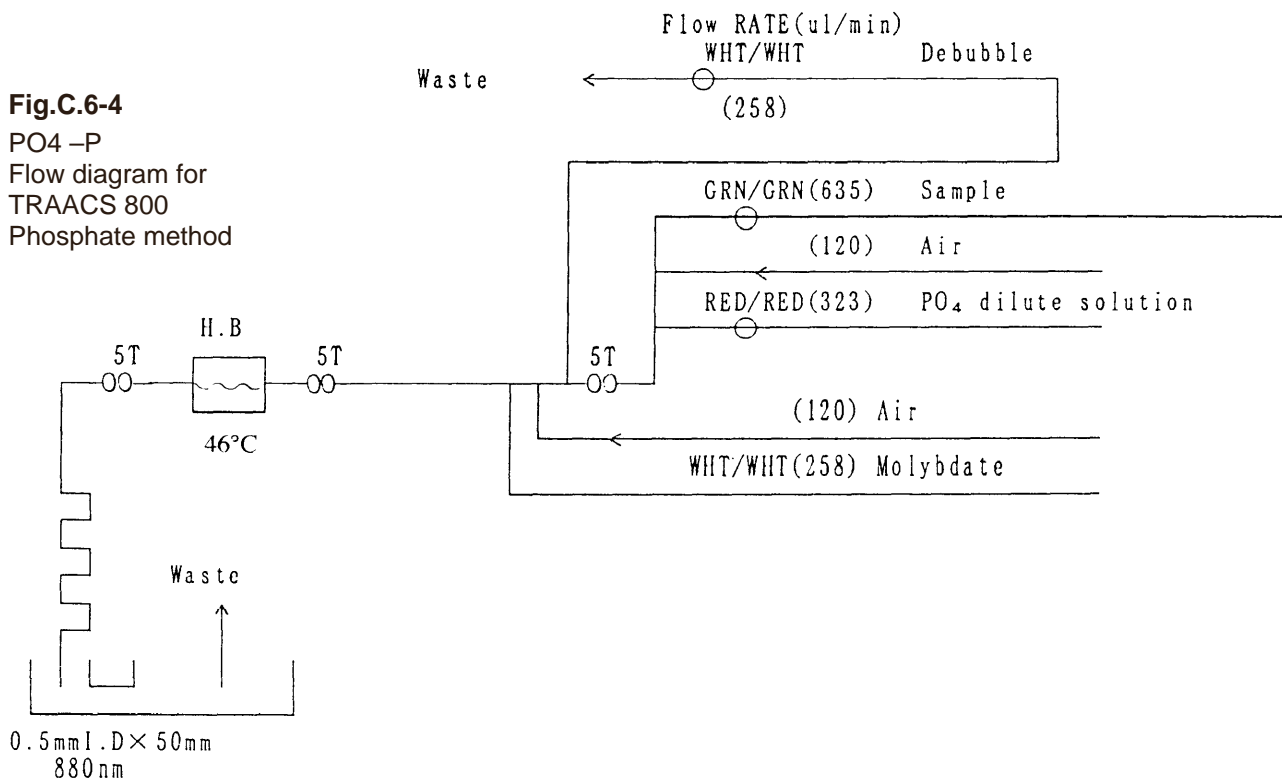 Flow RATE(ul/min)
WHT/WHT Debubble
Waste
(258)
Fig.C.6-4
PO4 –P
Flow diagram for
TRAACS 800
Phosphate method
GRN/GRN(635) Sample
(120) Air
RED/RED(323) PO₄ dilute solution
H.B
5T 5T 5T
46°C
(120) Air
WHT/WHT(258) Molybdate
Waste
0.5mmI.D×50mm
880nm